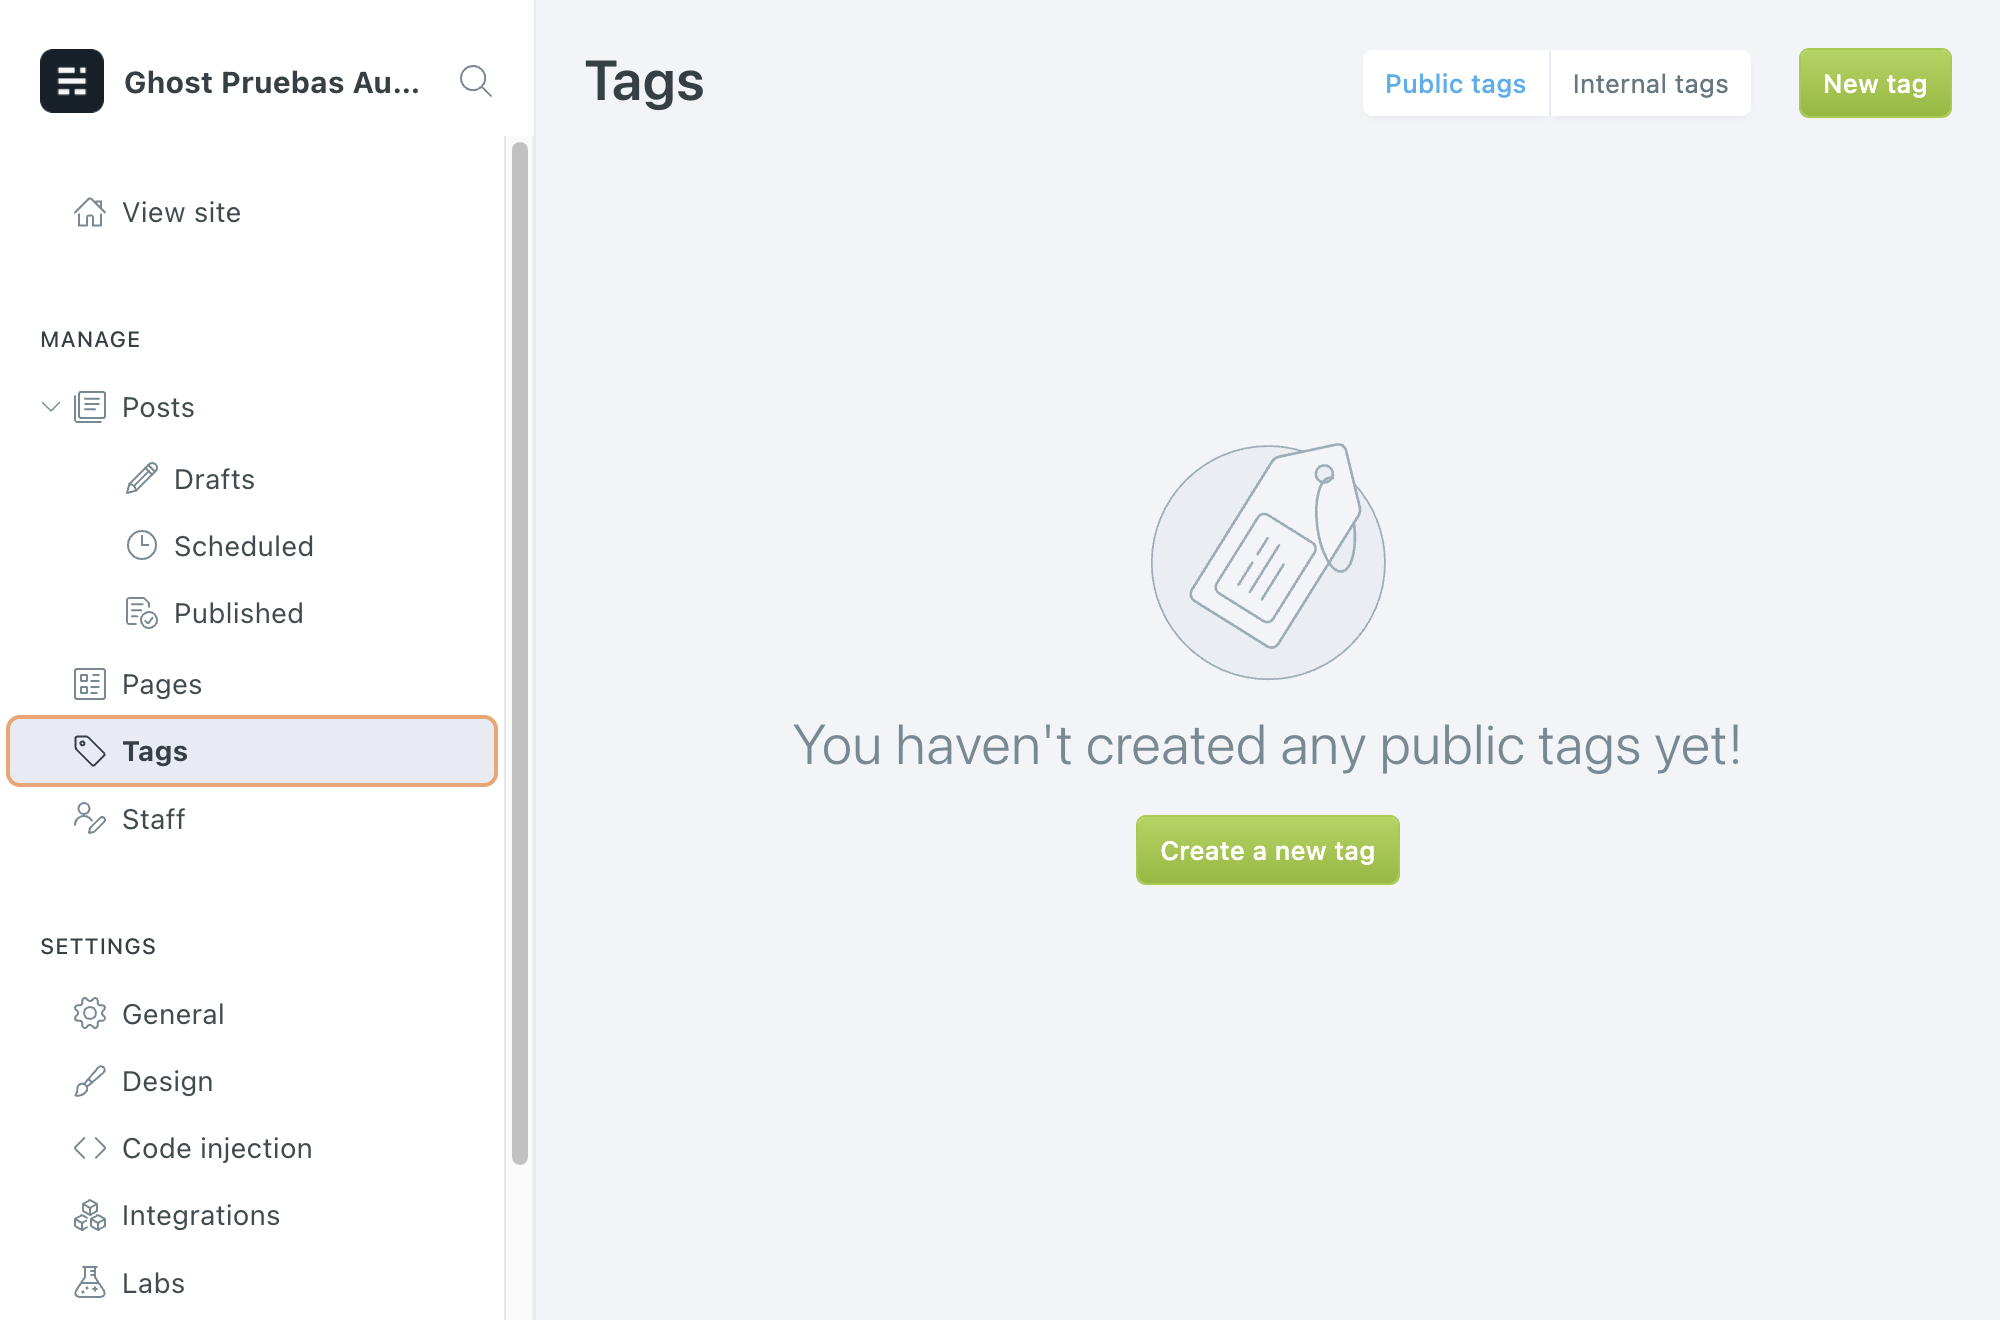 Ghost Pruebas Au...
View site
MANAGE
Posts
Drafts
Scheduled
Published
Pages
Tags
Staff
SETTINGS
General
Design
Code injection
Integrations
Labs
Tags
Public tags
Internal tags
New tag
You haven't created any public tags yet!
Create a new tag